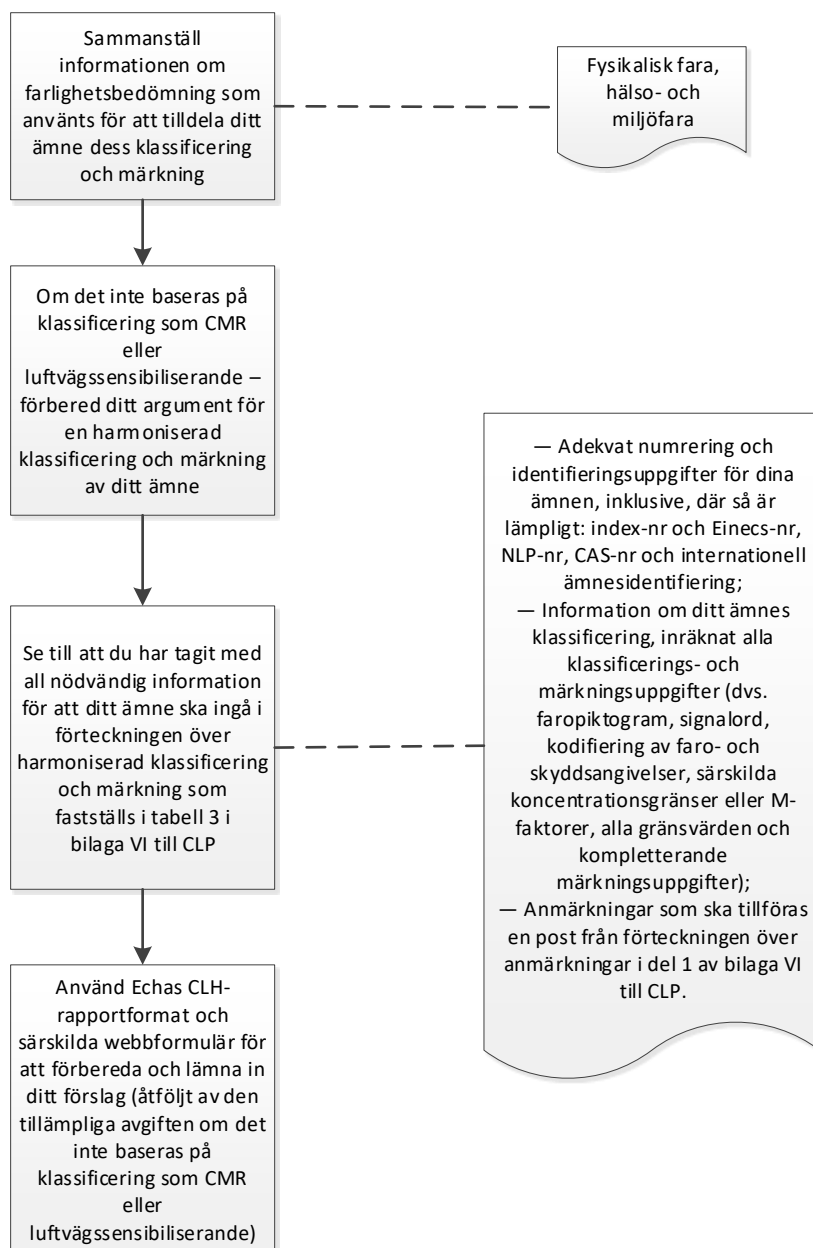 Sammanställ
informationen om
farlighetsbedömning som
använts för att tilldela ditt
ämne dess klassificering
och märkning
Fysikalisk fara,
hälso- och
miljöfara
Om det inte baseras på
klassificering som CMR
eller
luftvägssensibiliserande –
förbered ditt argument för
en harmoniserad
klassificering och märkning
av ditt ämne
Se till att du har tagit med
all nödvändig information
för att ditt ämne ska ingå i
förteckningen över
harmoniserad klassificering
och märkning som
fastställs i tabell 3 i
bilaga VI till CLP
— Adekvat numrering och
identifieringsuppgifter för dina
ämnen, inklusive, där så är
lämpligt: index-nr och Einecs-nr,
NLP-nr, CAS-nr och internationell
ämnesidentifiering;
— Information om ditt ämnes
klassificering, inräknat alla
klassificerings- och
märkningsuppgifter (dvs.
faropiktogram, signalord,
kodifiering av faro- och
skyddsangivelser, särskilda
koncentrationsgränser eller M-
faktorer, alla gränsvärden och
kompletterande
märkningsuppgifter);
— Anmärkningar som ska tillföras
en post från förteckningen över
anmärkningar i del 1 av bilaga VI
till CLP.
Använd Echas CLH-
rapportformat och
särskilda webbformulär för
att förbereda och lämna in
ditt förslag (åtföljt av den
tillämpliga avgiften om det
inte baseras på
klassificering som CMR
eller
luftvägssensibiliserande)